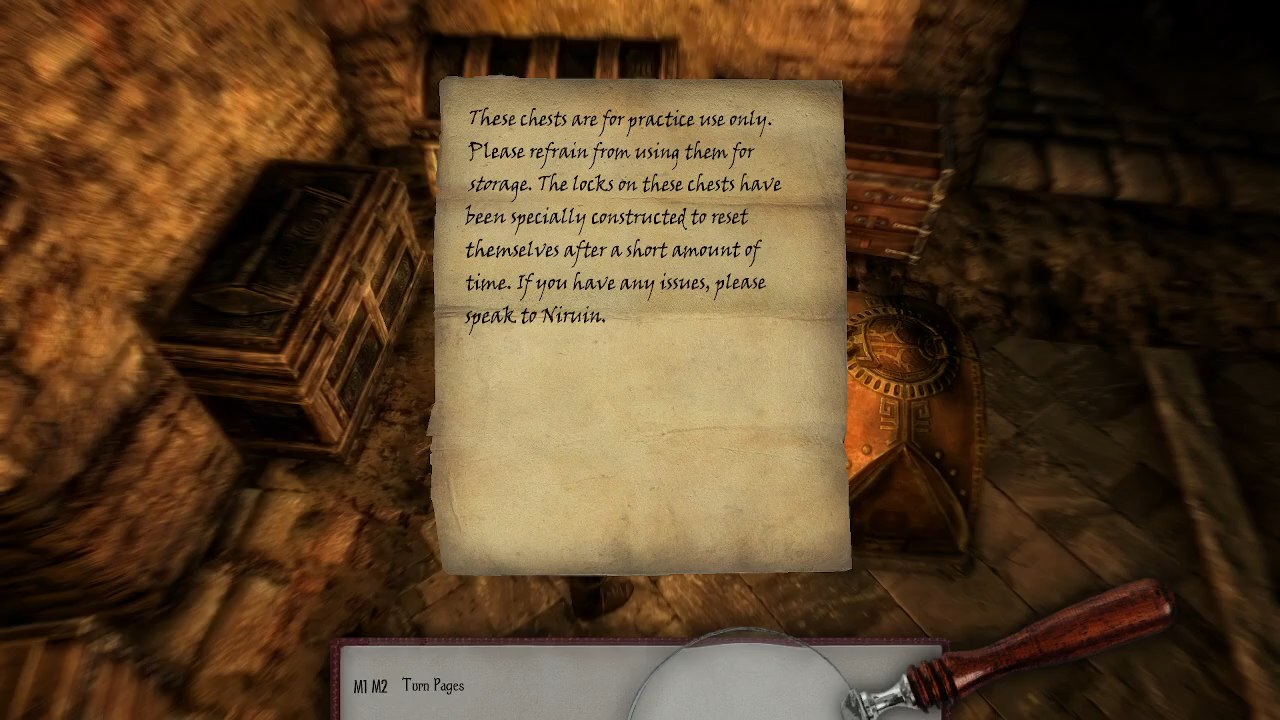 These chests are for practice use only.
Please refrain from using them for
storage. The locks on these chests have
been specially constructed to reset
themselves after a short amount of
time. If you have any issues, please
speak to Niruin.
M1 M2 Turn Pages